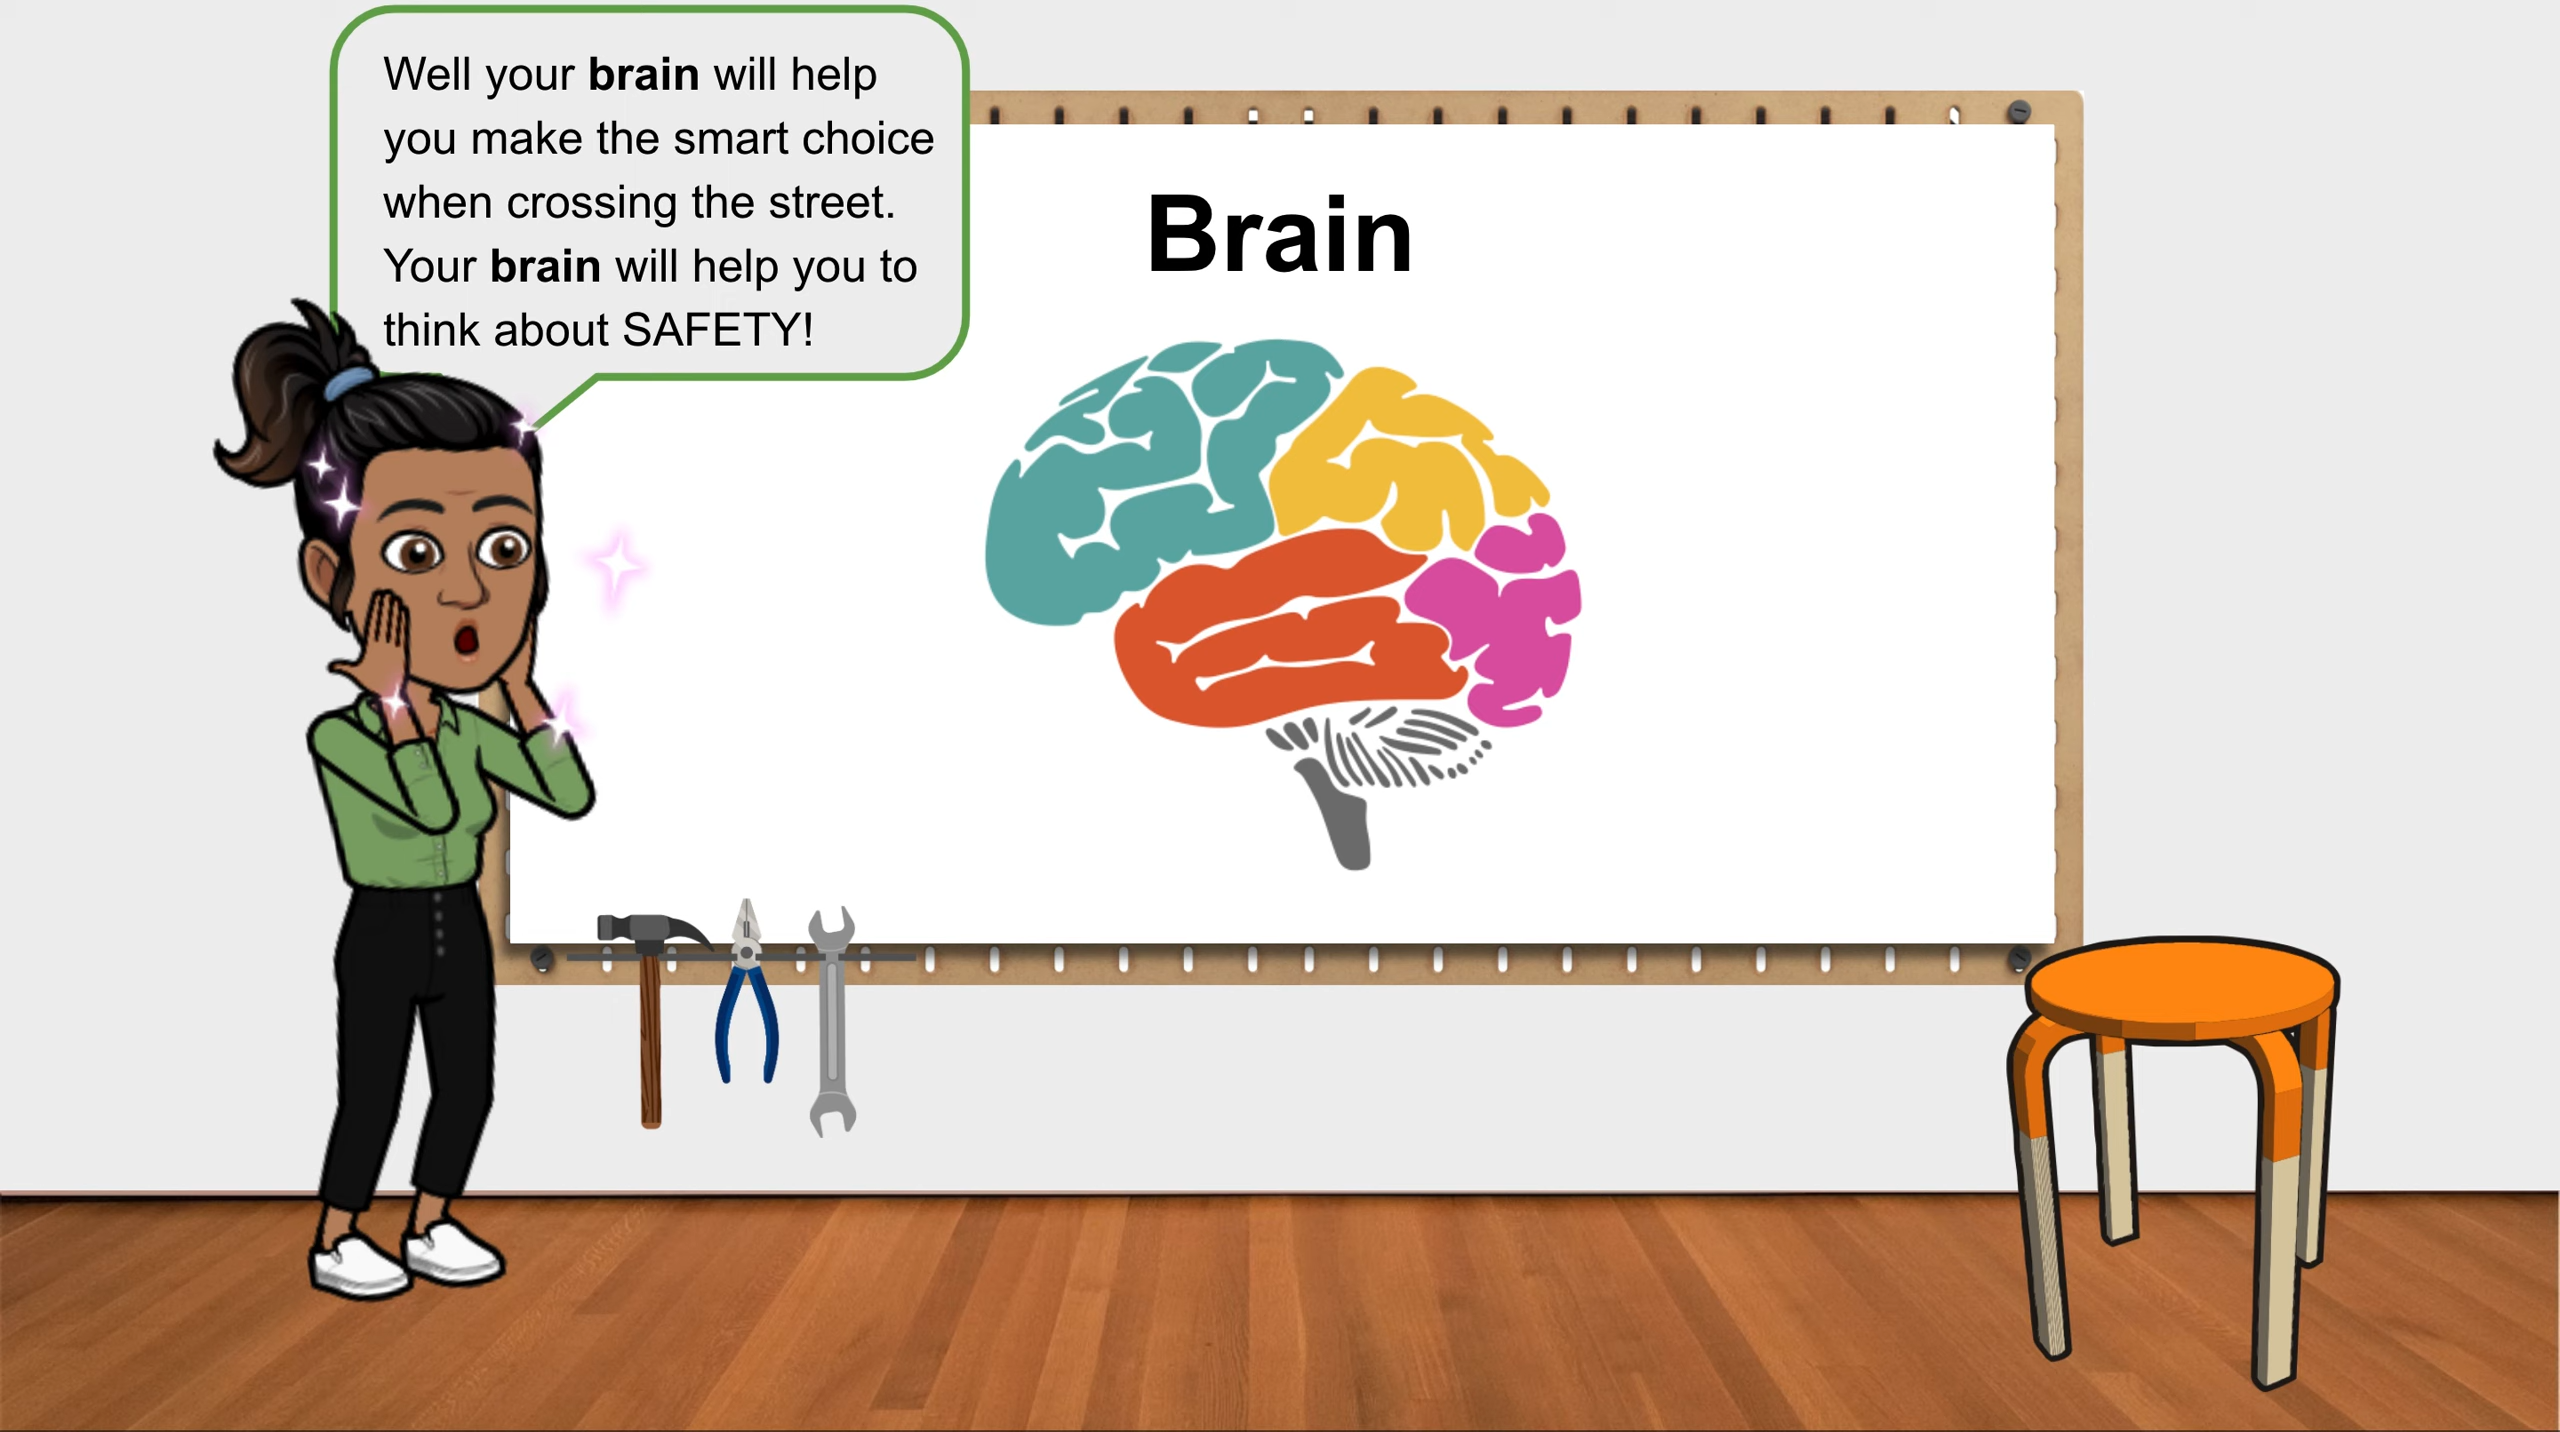 Well your brain will help
you make the smart choice
when crossing the street.
Your brain will help you to
think about SAFETY!
Brain